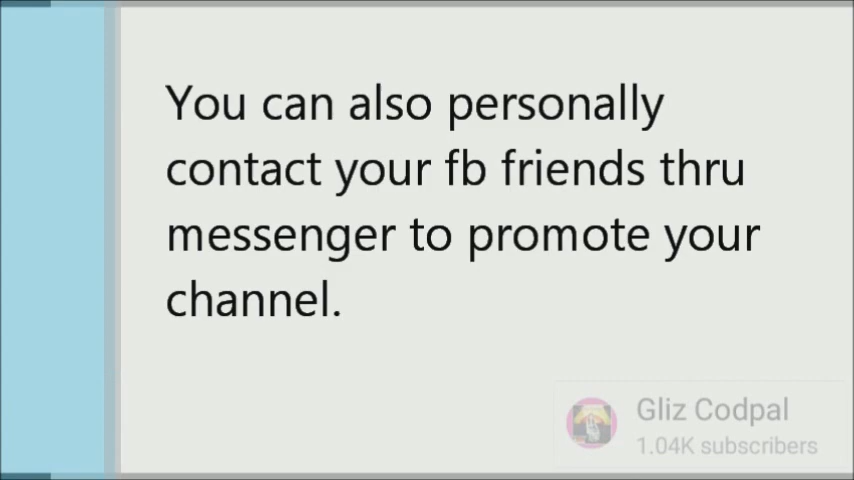 You can also personally
contact your fb friends thru
messenger to promote your
channel.
Gliz Codpal
1.04K subscribers